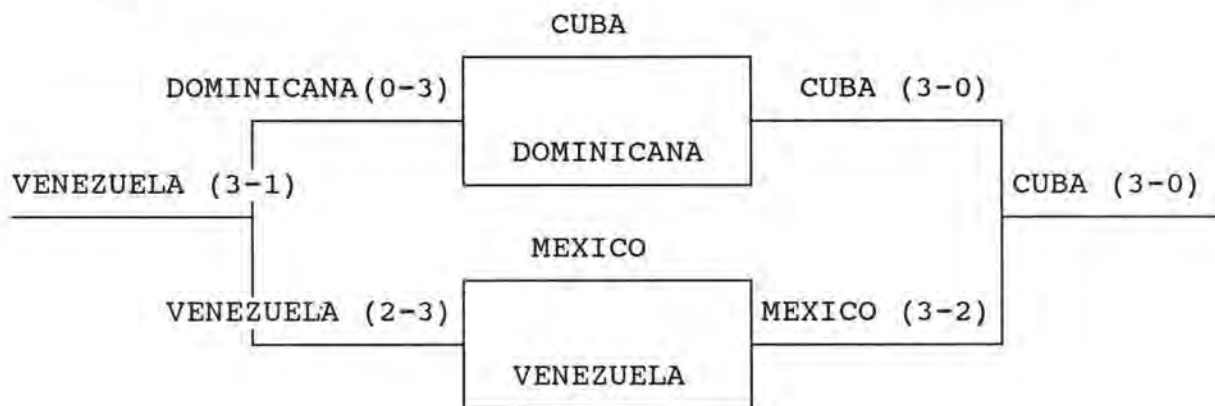 CUBA
DOMINICANA(0-3) CUBA (3-0)
DOMINICANA
VENEZUELA (3-1) CUBA (3-0)
MEXICO
VENEZUELA (2-3) MEXICO (3-2)
VENEZUELA